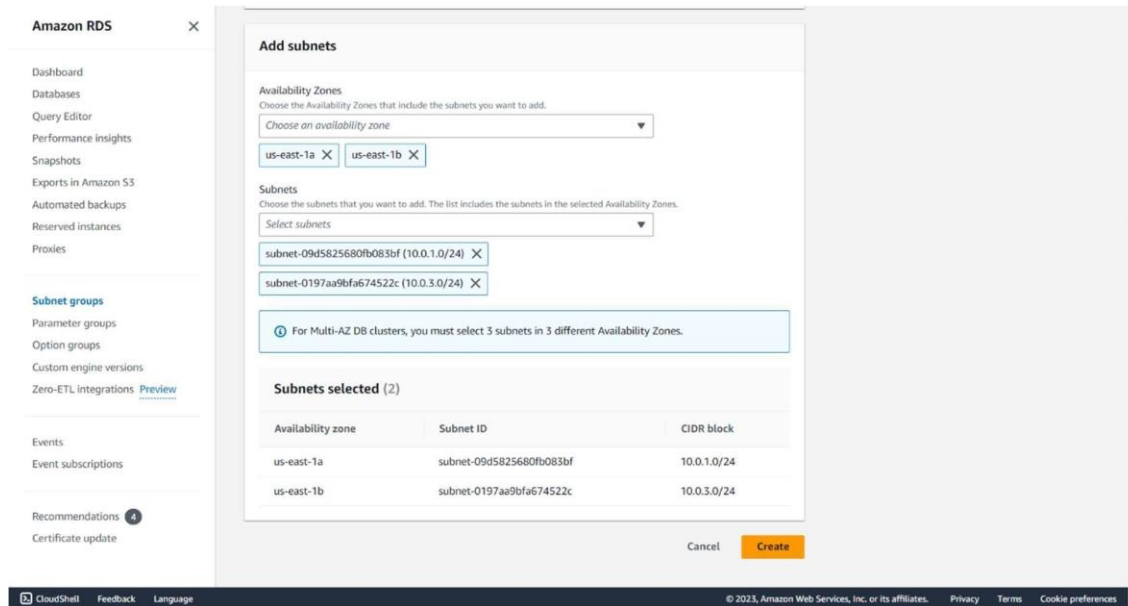 Amazon RDS
Dashboard
Databases
Query Editor
Performance insights
Snapshots
Exports in Amazon S3
Automated backups
Reserved instances
Proxies
Subnet groups
Parameter groups
Option groups
Custom engine versions
Zero-ETL integrations Preview
Events
Event subscriptions
Recommendations 4
Certificate update
Add subnets
Availability Zones
Choose the Availability Zones that include the subnets you want to add.
Choose an availability zone
us-east-1a us-east-1b
Subnets
Choose the subnets that you want to add. The list includes the subnets in the selected Availability Zones.
Select subnets
subnet-09d5825680fb083bf (10.0.1.0/24)
subnet-0197aa9bfa674522c (10.0.3.0/24)
For Multi-AZ DB clusters, you must select 3 subnets in 3 different Availability Zones.
Subnets selected (2)
Availability zone Subnet ID CIDR block
us-east-1a subnet-09d5825680fb083bf 10.0.1.0/24
us-east-1b subnet-0197aa9bfa674522c 10.0.3.0/24
Cancel Create
CloudShell Feedback Language © 2023, Amazon Web Services, Inc. or its affiliates. Privacy Terms Cookie preferences